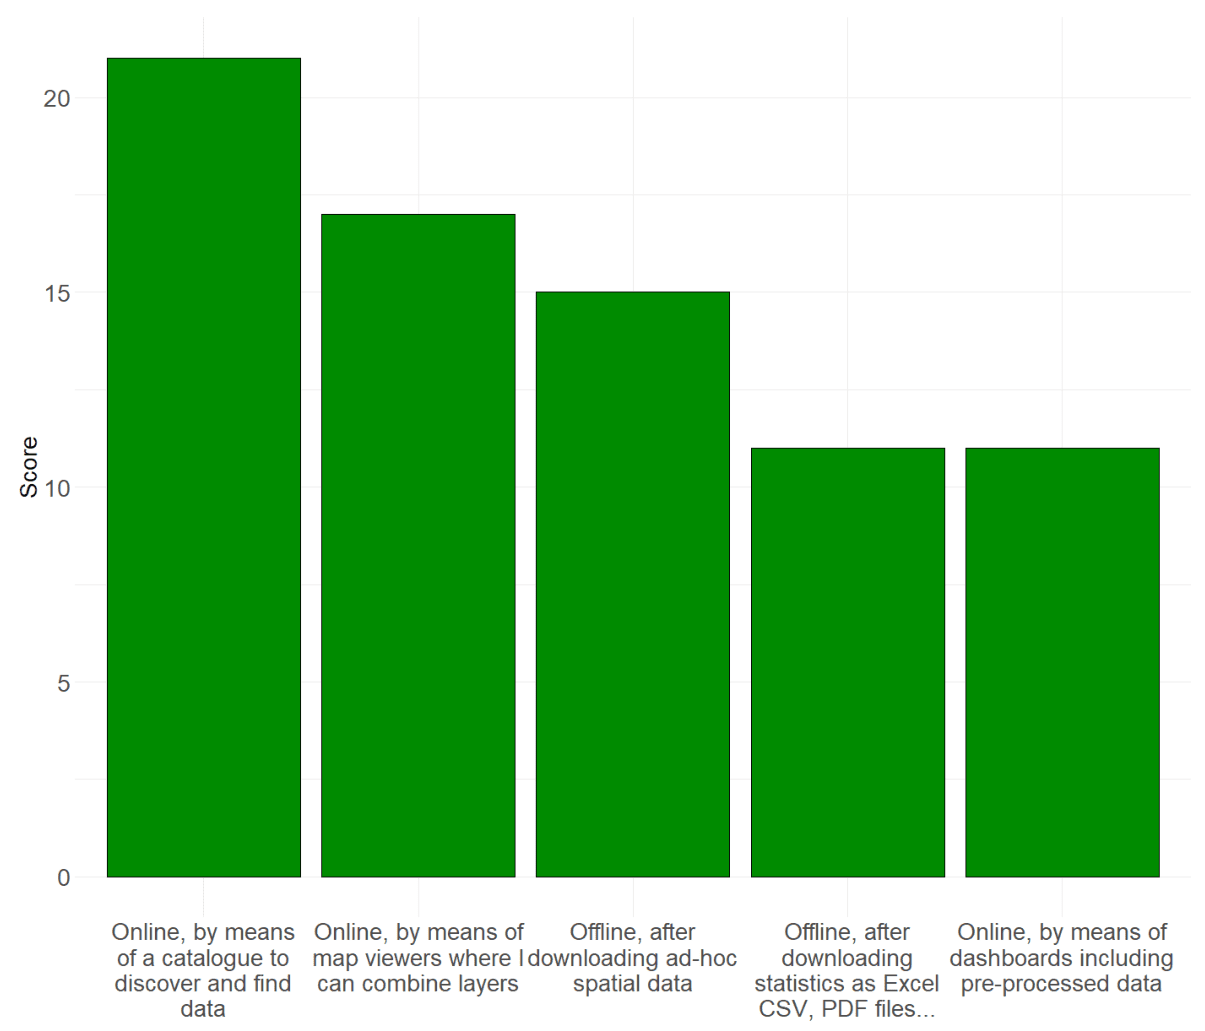 20
15
10
5
0
Score
Online, by means
of a catalogue to
discover and find
data
Online, by means of
map viewers where I
can combine layers
Offline, after
downloading ad-hoc
spatial data
Offline, after
downloading
statistics as Excel
CSV, PDF files...
Online, by means of
dashboards including
pre-processed data